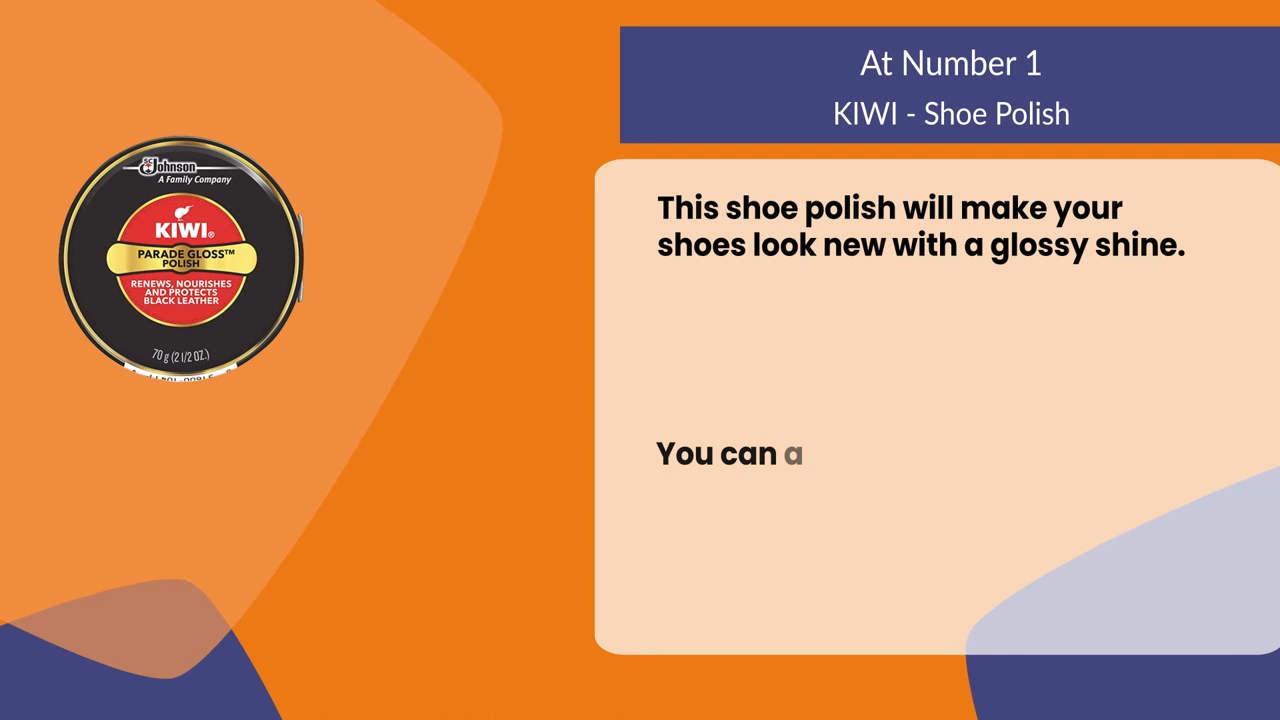 At Number 1
KIWI - Shoe Polish
SC Johnson
A Family Company
KIWI®
PARADE GLOSS™
POLISH
RENEWS, NOURISHES
AND PROTECTS
BLACK LEATHER
70 g (2 1/2 OZ.)
This shoe polish will make your
shoes look new with a glossy shine.
You can a